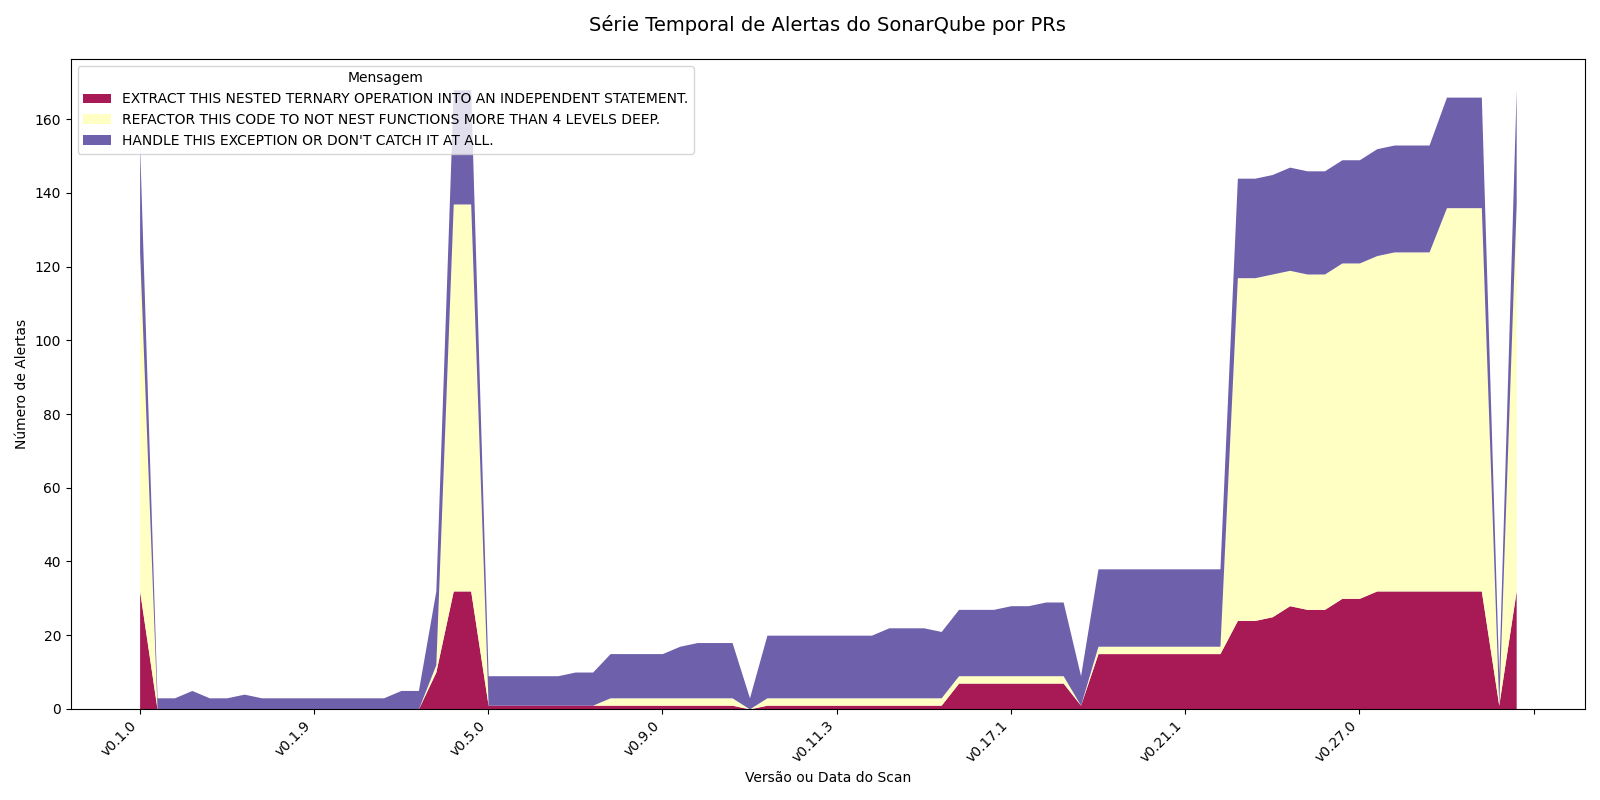 Série Temporal de Alertas do SonarQube por PRs
Mensagem
EXTRACT THIS NESTED TERNARY OPERATION INTO AN INDEPENDENT STATEMENT.
REFACTOR THIS CODE TO NOT NEST FUNCTIONS MORE THAN 4 LEVELS DEEP.
HANDLE THIS EXCEPTION OR DON'T CATCH IT AT ALL.
Número de Alertas
160
140
120
100
80
60
40
20
0
v0.1.0
v0.1.9
v0.5.0
v0.9.0
v0.11.3
v0.17.1
v0.21.1
v0.27.0
Versão ou Data do Scan